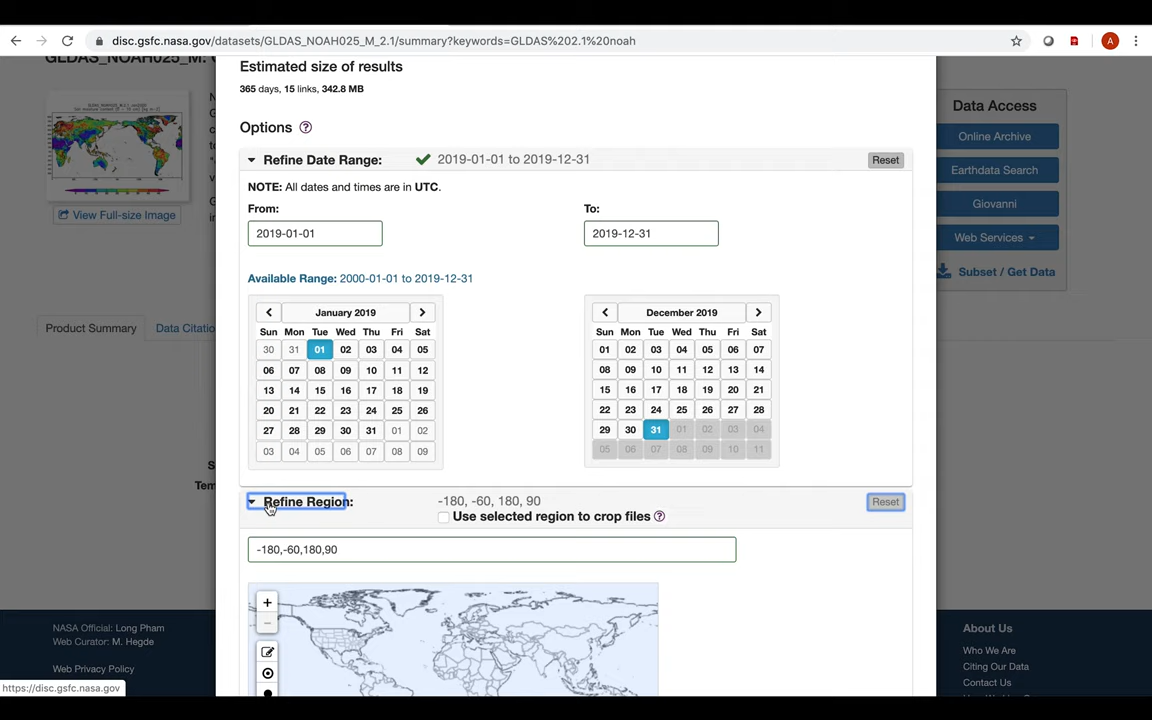 disc.gsfc.nasa.gov/datasets/GLDAS_NOAH025_M_2.1/summary?keywords=GLDAS%202.1%20noah
A
GLDAS_NOAH025_M
Estimated size of results
365 days, 15 links, 342.8 MB
Data Access
Options
Online Archive
Refine Date Range: 2019-01-01 to 2019-12-31 Reset
Earthdata Search
NOTE: All dates and times are in UTC.
Giovanni
View Full-size Image
From: To:
2019-01-01 2019-12-31
Web Services
Subset / Get Data
Available Range: 2000-01-01 to 2019-12-31
January 2019 December 2019
Sun Mon Tue Wed Thu Fri Sat Sun Mon Tue Wed Thu Fri Sat
Product Summary Data Citatio
30 31 01 02 03 04 05 01 02 03 04 05 06 07
06 07 08 09 10 11 12 08 09 10 11 12 13 14
13 14 15 16 17 18 19 15 16 17 18 19 20 21
20 21 22 23 24 25 26 22 23 24 25 26 27 28
27 28 29 30 31 01 02 29 30 31 01 02 03 04
03 04 05 06 07 08 09 05 06 07 08 09 10 11
S
Tem
Refine Region: -180, -60, 180, 90 Reset
Use selected region to crop files
-180,-60,180,90
+
−
NASA Official: Long Pham
Web Curator: M. Hegde
Web Privacy Policy
About Us
Who We Are
Citing Our Data
Contact Us
https://disc.gsfc.nasa.gov